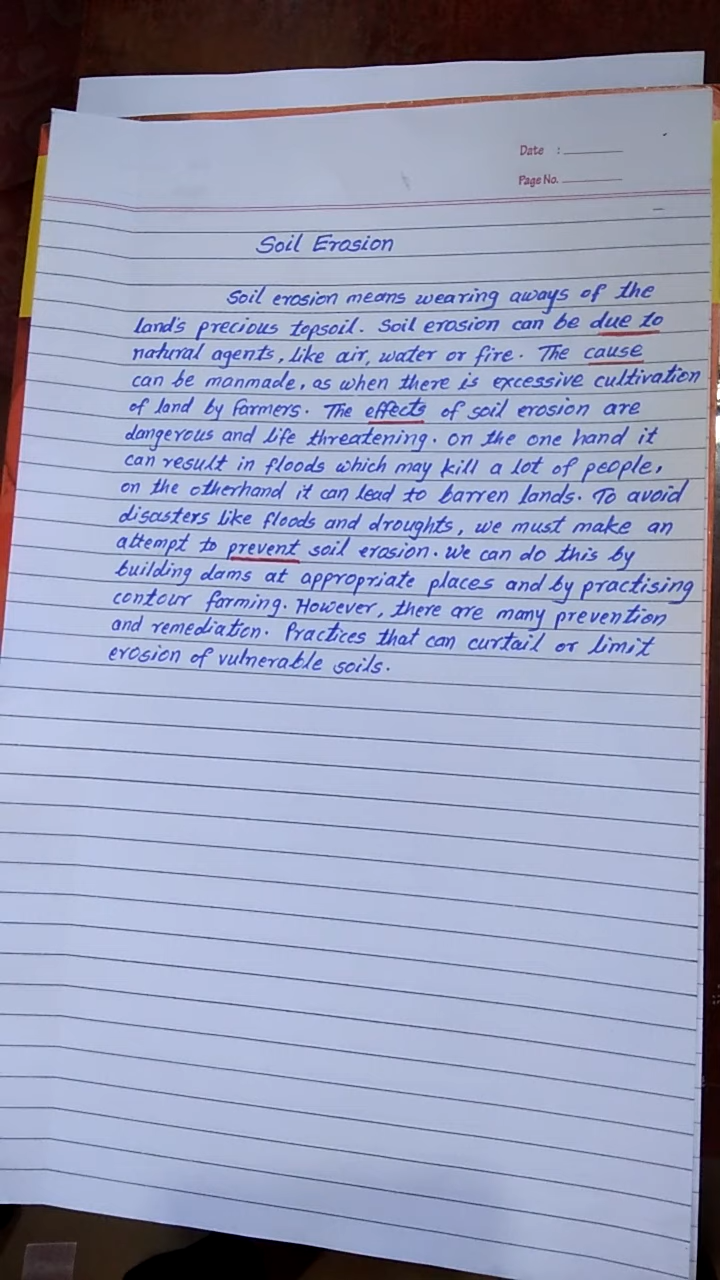 Date :
Page No.
Soil Erosion
Soil erosion means wearing aways of the
land's precious topsoil. Soil erosion can be due to
natural agents, like air, water or fire. The cause
can be manmade, as when there is excessive cultivation
of land by farmers. The effects of soil erosion are
dangerous and life threatening. on the one hand it
can result in floods which may kill a lot of people,
on the otherhand it can lead to barren lands. To avoid
disasters like floods and droughts, we must make an
attempt to prevent soil erosion. we can do this by
building dams at appropriate places and by practising
contour farming. However, there are many prevention
and remediation. Practices that can curtail or limit
erosion of vulnerable soils.